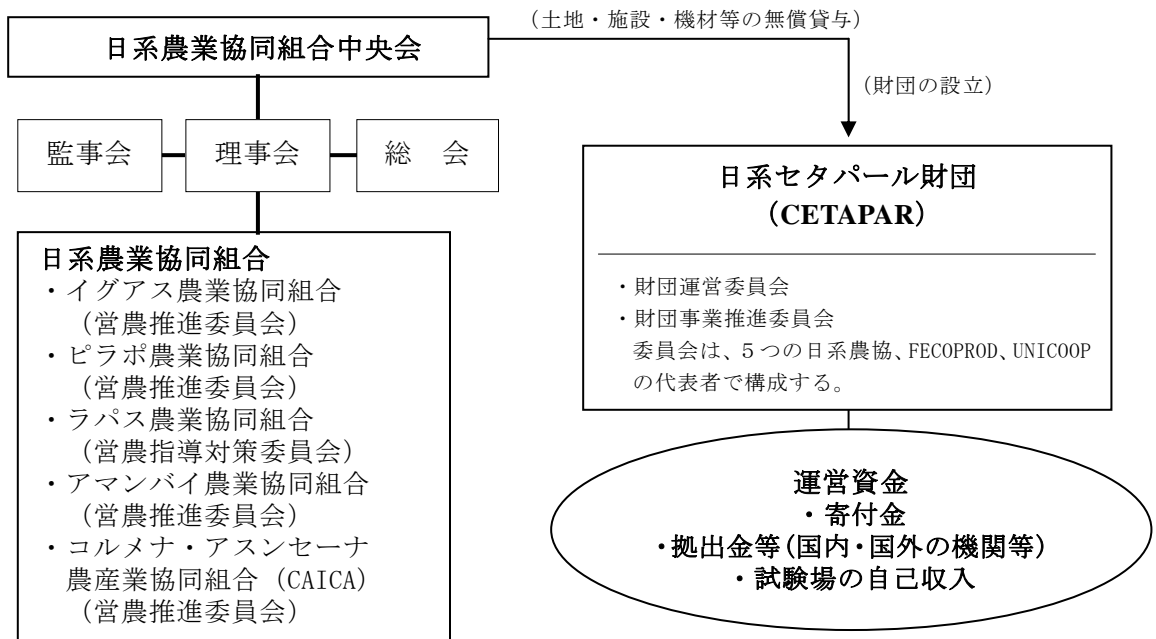 (土地・施設・機材等の無償貸与)
日系農業協同組合中央会
(財団の設立)
監事会
理事会
総　会
日系農業協同組合
・イグアス農業協同組合
(営農推進委員会)
・ピラポ農業協同組合
(営農推進委員会)
・ラパス農業協同組合
(営農指導対策委員会)
・アマンバイ農業協同組合
(営農推進委員会)
・コルメナ・アスンセーナ
農産業協同組合 (CAICA)
(営農推進委員会)
日系セタパール財団
(CETAPAR)
・財団運営委員会
・財団事業推進委員会
委員会は、５つの日系農協、FECOPROD、UNICOOP
の代表者で構成する。
運営資金
・寄付金
・拠出金等(国内・国外の機関等)
・試験場の自己収入